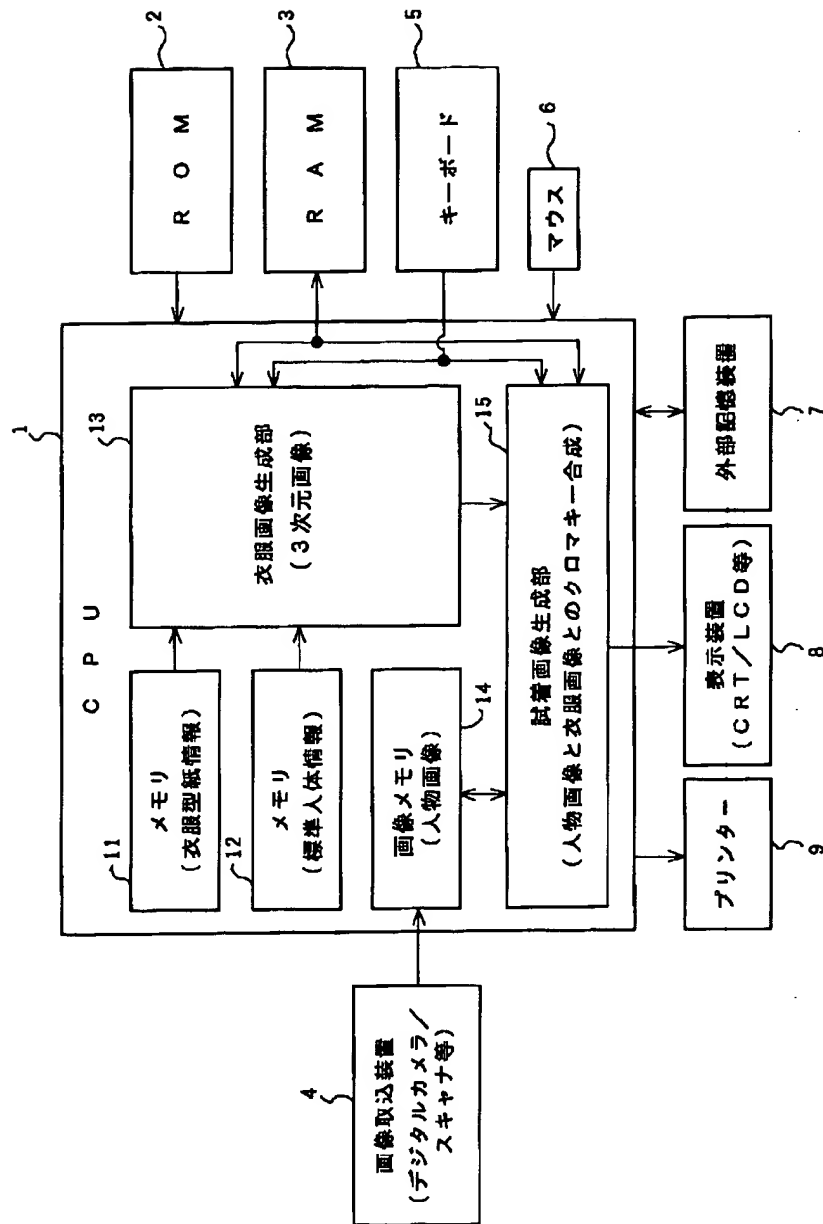 1
CPU
11
メモリ
(衣服型紙情報)
12
メモリ
(標準人体情報)
13
衣服画像生成部
(3次元画像)
画像メモリ
(人物画像)
14
15
試着画像生成部
(人物画像と衣服画像とのクロマキー合成)
4
画像取込装置
(デジタルカメラ/
スキャナ等)
ROM
2
RAM
3
キーボード
5
マウス
6
プリンター
9
表示装置
(CRT/LCD等)
8
外部記憶装置
7